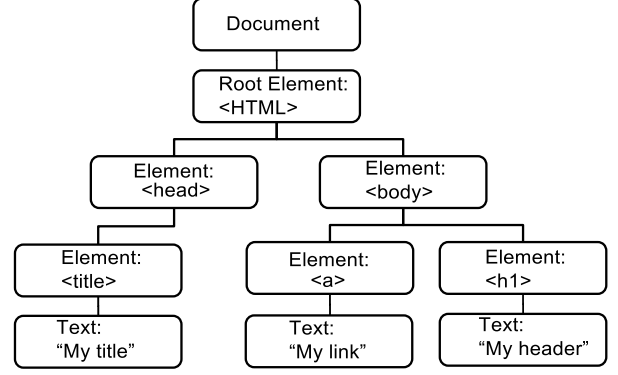 Document
Root Element:
<HTML>
Element:
<head>
Element:
<body>
Element:
<title>
Element:
<a>
Element:
<h1>
Text:
“My title”
Text:
“My link”
Text:
“My header”